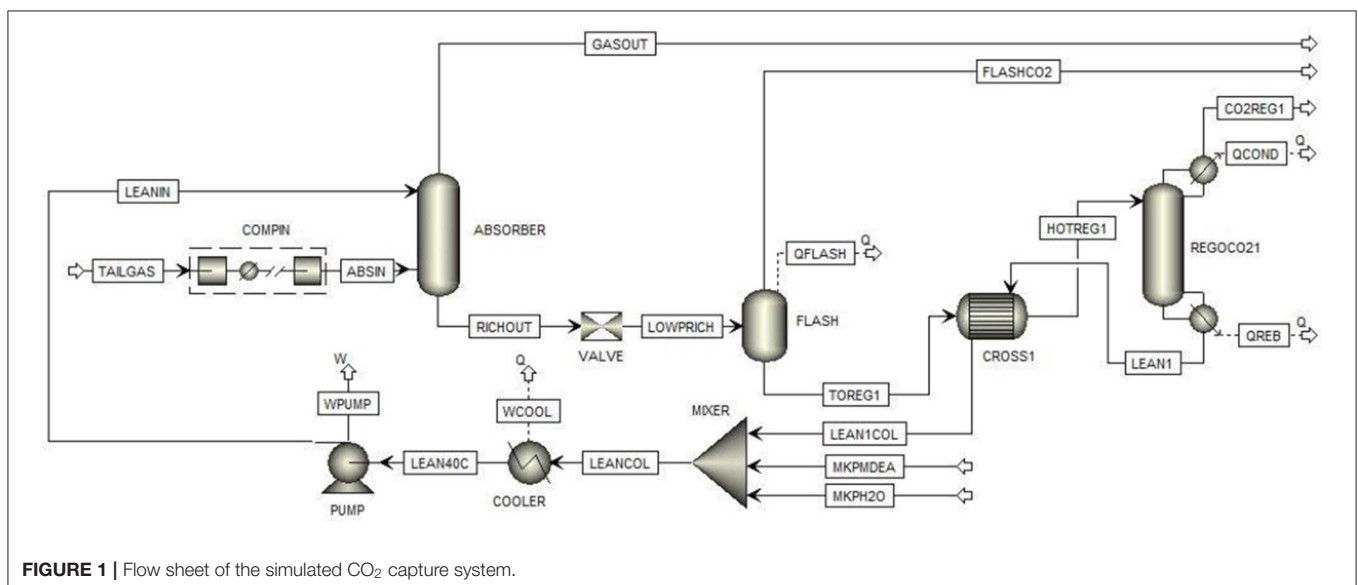 GASOUT
FLASHCO2
CO2REG1
Q
QCOND
LEANIN
COMPIN
ABSORBER
HOTREG1
REGOCO21
TAILGAS
ABSIN
Q
QFLASH
RICHOUT
LOWPRICH
FLASH
VALVE
CROSS1
Q
QREB
LEAN1
W
Q
WPUMP
WCOOL
TOREG1
MIXER
LEAN1COL
LEAN40C
LEANCOL
MKPMDEA
MKPH2O
COOLER
PUMP
FIGURE 1 | Flow sheet of the simulated CO₂ capture system.